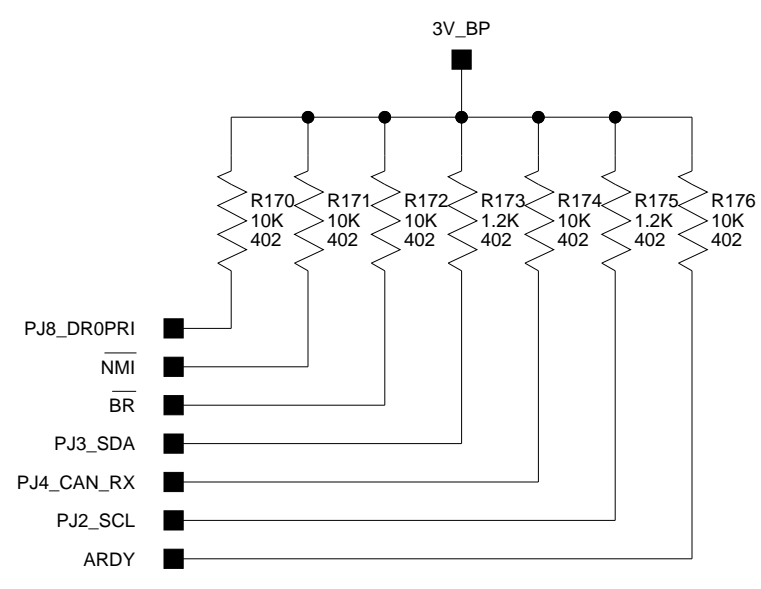 3V_BP
R170
10K
402
R171
10K
402
R172
10K
402
R173
1.2K
402
R174
10K
402
R175
1.2K
402
R176
10K
402
PJ8_DR0PRI
NMI
BR
PJ3_SDA
PJ4_CAN_RX
PJ2_SCL
ARDY